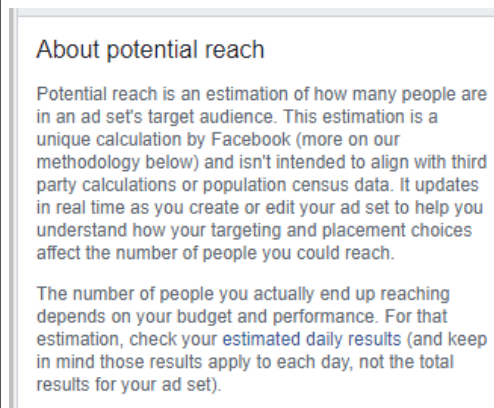 About potential reach
Potential reach is an estimation of how many people are
in an ad set's target audience. This estimation is a
unique calculation by Facebook (more on our
methodology below) and isn't intended to align with third
party calculations or population census data. It updates
in real time as you create or edit your ad set to help you
understand how your targeting and placement choices
affect the number of people you could reach.
The number of people you actually end up reaching
depends on your budget and performance. For that
estimation, check your estimated daily results (and keep
in mind those results apply to each day, not the total
results for your ad set).